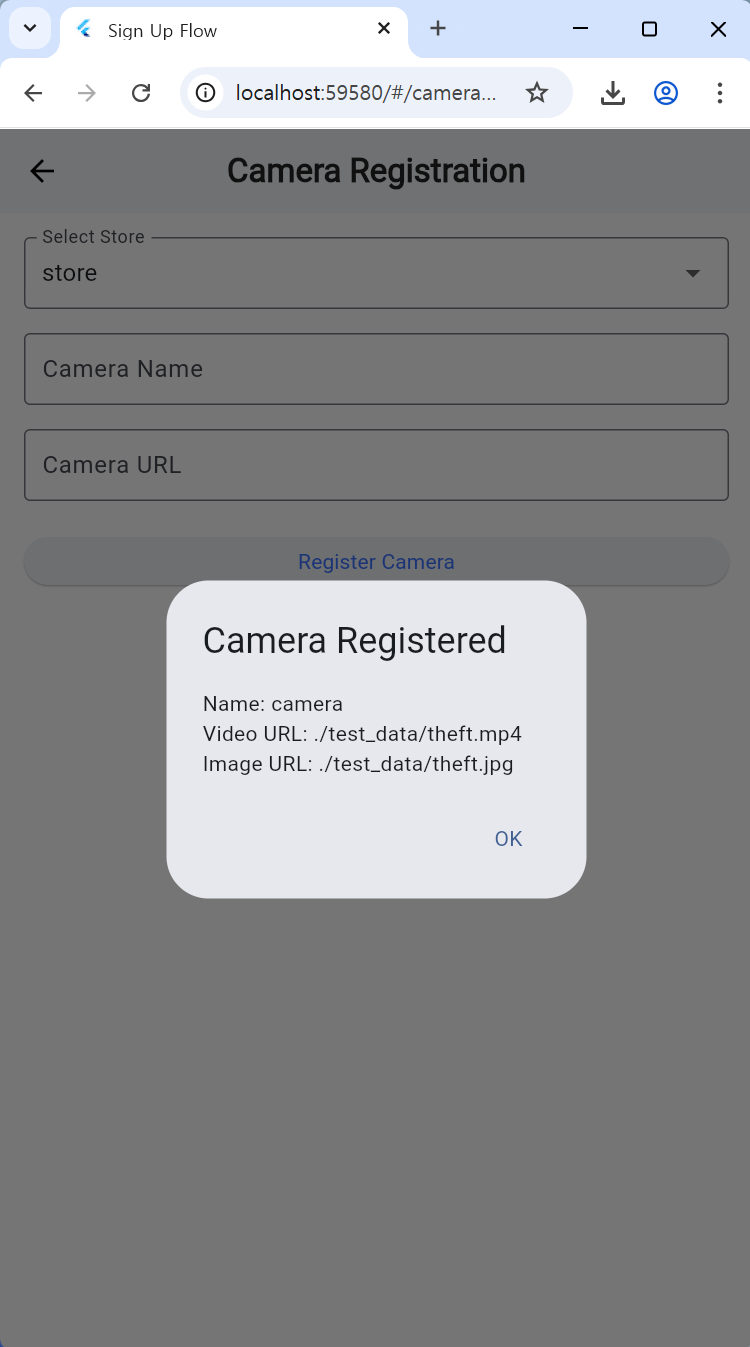 Sign Up Flow
localhost:59580/#/camera...
Camera Registration
Select Store
store
Camera Name
Camera URL
Register Camera
Camera Registered
Name: camera
Video URL: ./test_data/theft.mp4
Image URL: ./test_data/theft.jpg
OK